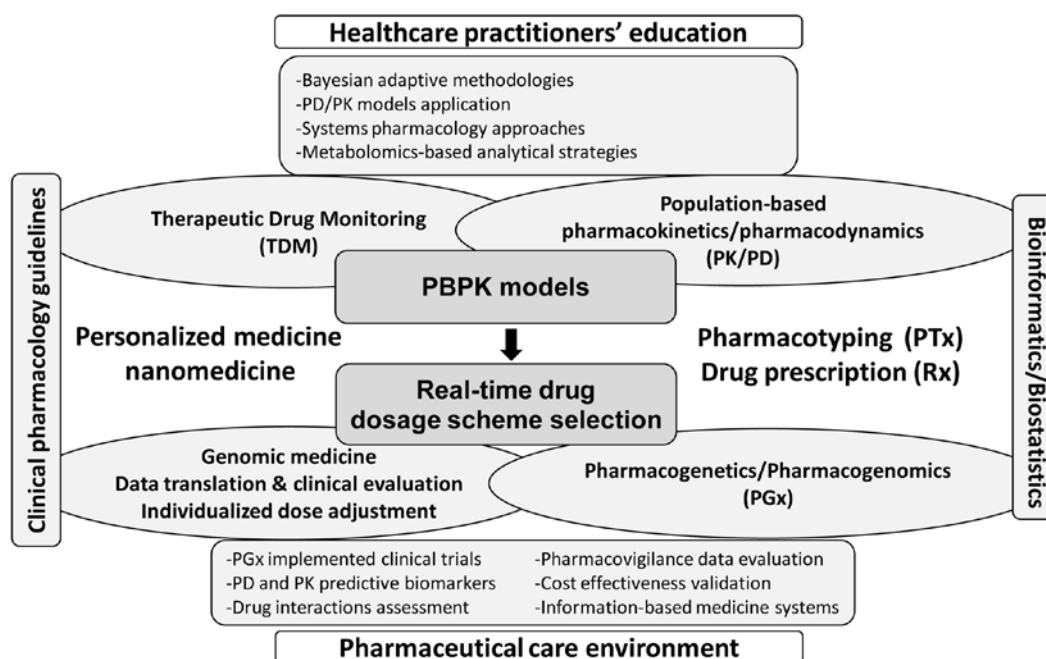 Healthcare practitioners' education
-Bayesian adaptive methodologies
-PD/PK models application
-Systems pharmacology approaches
-Metabolomics-based analytical strategies
Clinical pharmacology guidelines
Therapeutic Drug Monitoring
(TDM)
Population-based
pharmacokinetics/pharmacodynamics
(PK/PD)
Bioinformatics/Biostatistics
PBPK models
Personalized medicine
nanomedicine
Pharmacotyping (PTx)
Drug prescription (Rx)
Real-time drug
dosage scheme selection
Genomic medicine
Data translation & clinical evaluation
Individualized dose adjustment
Pharmacogenetics/Pharmacogenomics
(PGx)
-PGx implemented clinical trials
-PD and PK predictive biomarkers
-Drug interactions assessment
-Pharmacovigilance data evaluation
-Cost effectiveness validation
-Information-based medicine systems
Pharmaceutical care environment